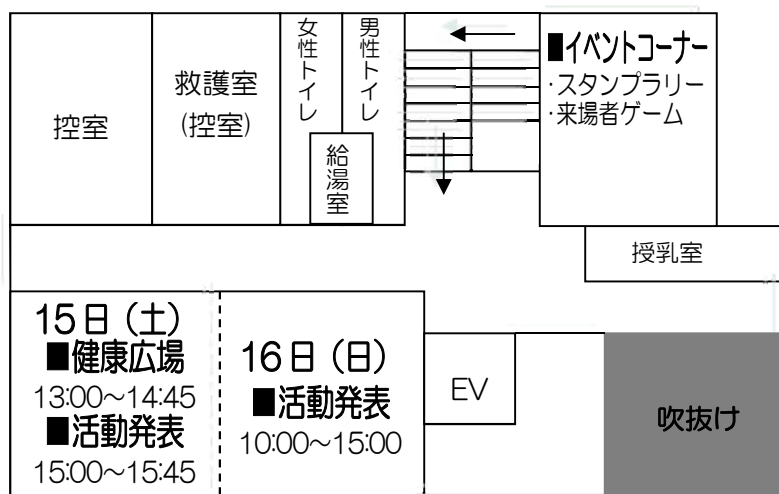 控室
救護室
(控室)
女性トイレ
男性トイレ
給湯室
■イベントコーナー
・スタンプラリー
・来場者ゲーム
授乳室
15日（土）
■健康広場
13:00～14:45
■活動発表
15:00～15:45
16日（日）
■活動発表
10:00～15:00
EV
吹抜け